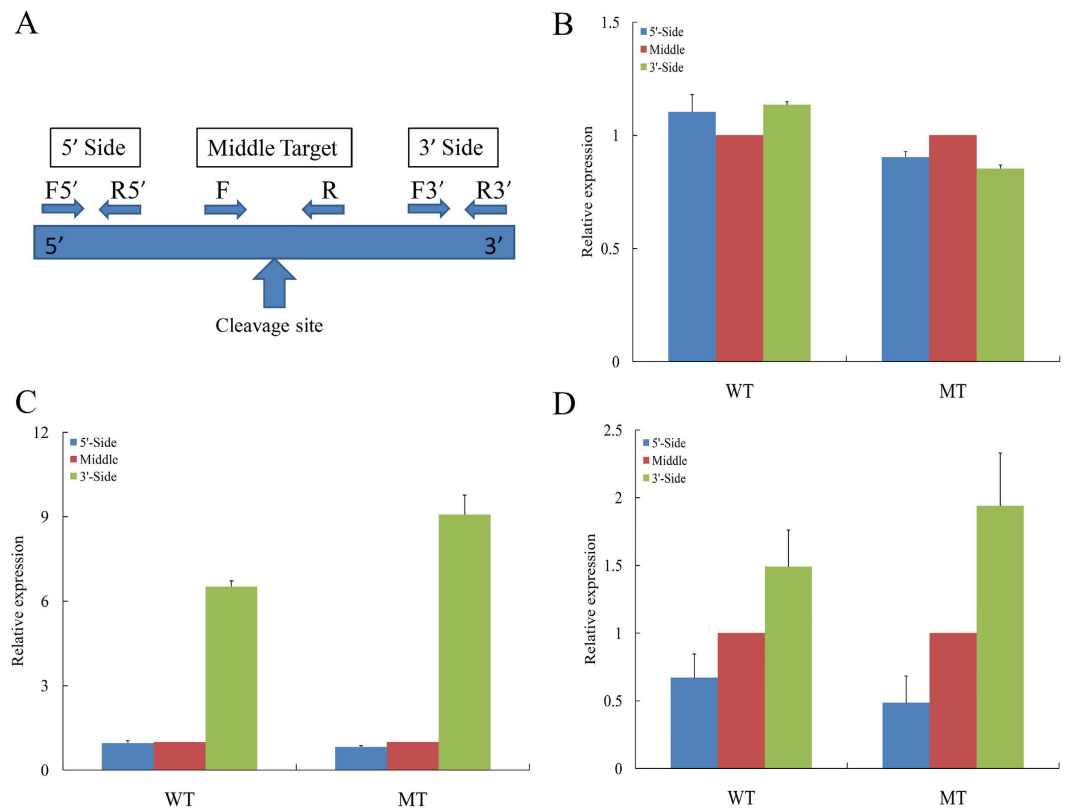 A
5′ Side
Middle Target
3′ Side
F5′
R5′
F
R
F3′
R3′
5′
3′
Cleavage site
B
1.5
1
0.5
0
Relative expression
5'-Side
Middle
3'-Side
WT
MT
C
12
9
6
3
0
Relative expression
5'-Side
Middle
3'-Side
WT
MT
D
2.5
2
1.5
1
0.5
0
Relative expression
5'-Side
Middle
3'-Side
WT
MT